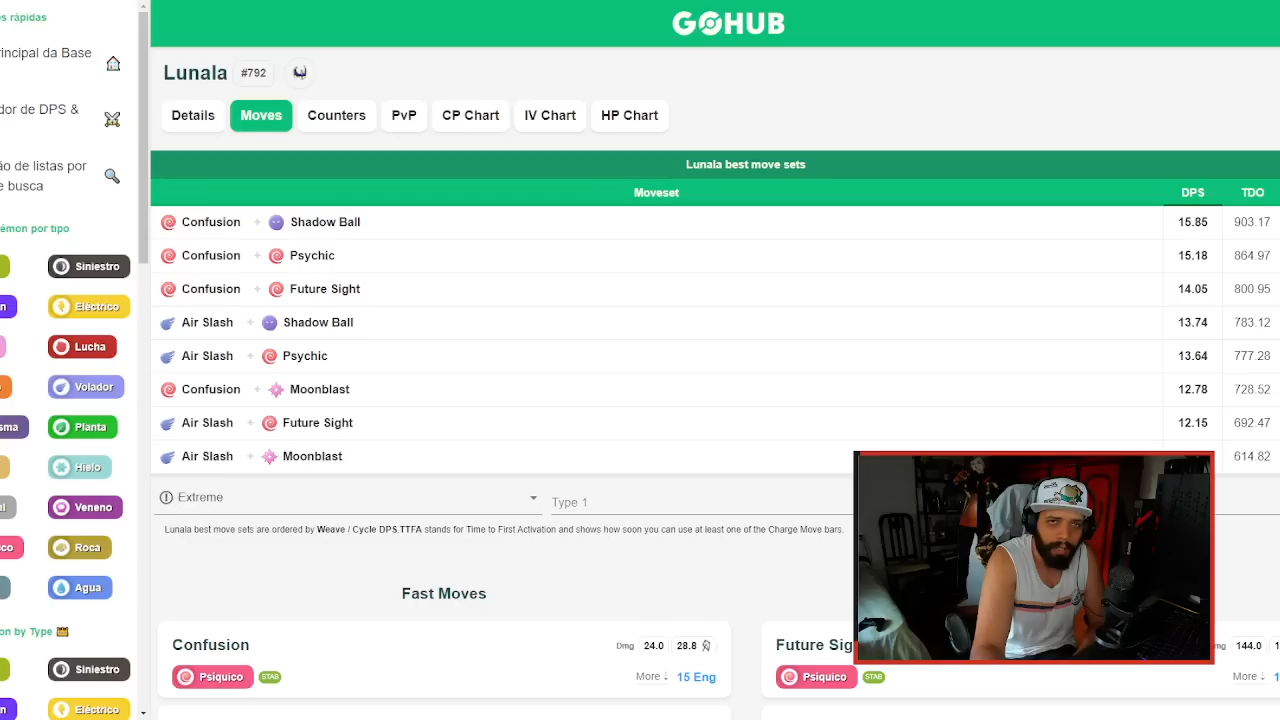 es rápidas
rincipal da Base
dor de DPS &
ão de listas por
e busca
émon por tipo
Siniestro
n
Eléctrico
Lucha
Volador
sma
Planta
Hielo
al
Veneno
co
Roca
Agua
on by Type
Siniestro
Eléctrico
GOHUB
Lunala #792
Details Moves Counters PvP CP Chart IV Chart HP Chart
Lunala best move sets
Moveset DPS TDO
Confusion + Shadow Ball 15.85 903.17
Confusion + Psychic 15.18 864.97
Confusion + Future Sight 14.05 800.95
Air Slash + Shadow Ball 13.74 783.12
Air Slash + Psychic 13.64 777.28
Confusion + Moonblast 12.78 728.52
Air Slash + Future Sight 12.15 692.47
Air Slash + Moonblast 614.82
Extreme Type 1
Lunala best move sets are ordered by Weave / Cycle DPS.TTFA stands for Time to First Activation and shows how soon you can use at least one of the Charge Move bars.
Fast Moves
Confusion Dmg 24.0 28.8
Psíquico STAB More ↓ 15 Eng
Future Sig Dmg 144.0 1
Psíquico STAB More ↓ 1